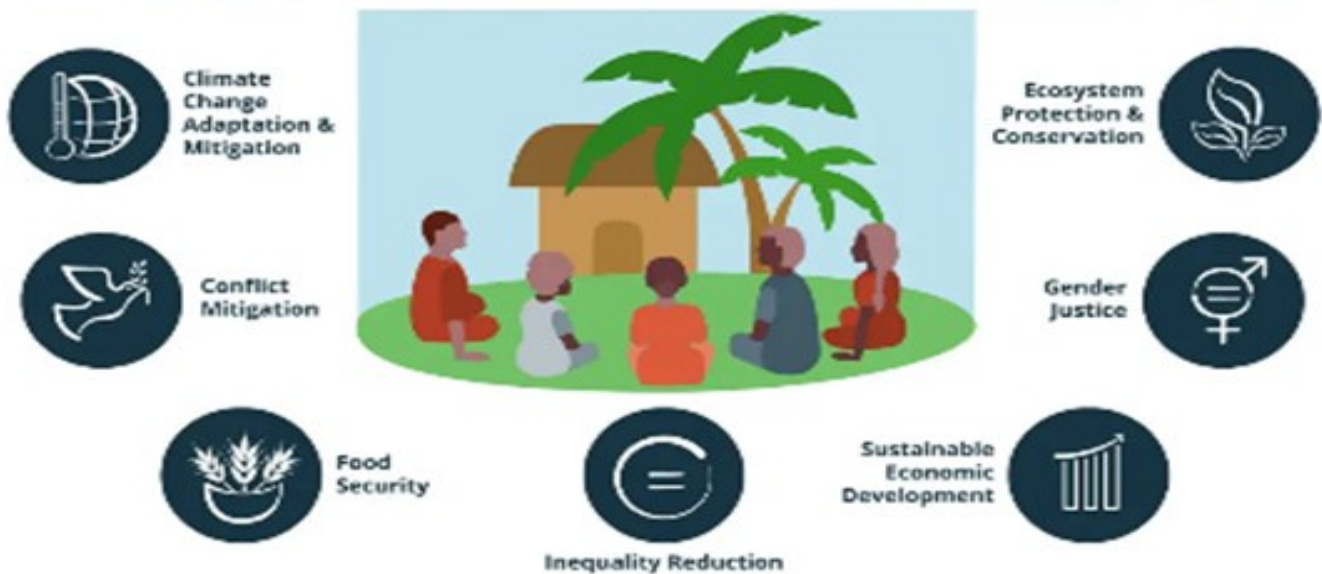 Climate
Change
Adaptation &
Mitigation
Ecosystem
Protection &
Conservation
Conflict
Mitigation
Gender
Justice
Food
Security
Sustainable
Economic
Development
Inequality Reduction